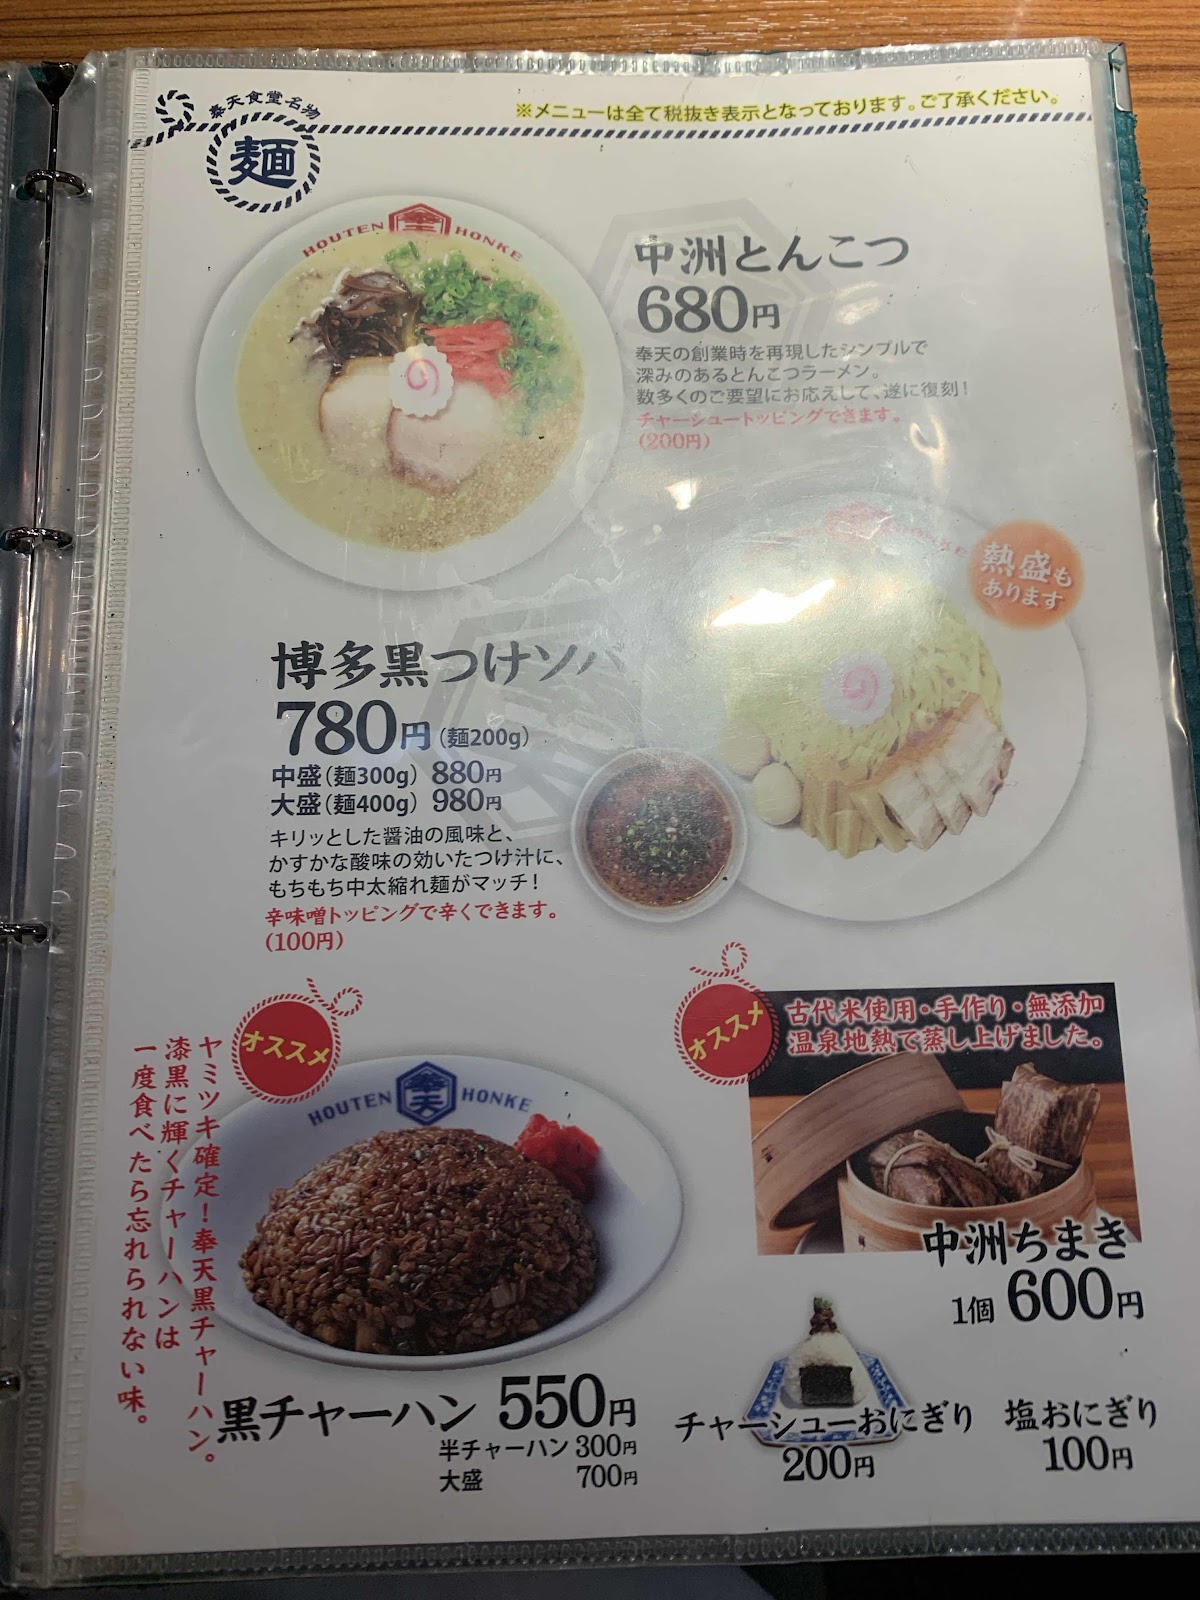 ※メニューは全て税抜き表示となっております。ご了承ください。
奉天食堂名物
麺
HOUTEN 奉天 HONKE
中洲とんこつ
680円
奉天の創業時を再現したシンプルで
深みのあるとんこつラーメン。
数多くのご要望にお応えして、遂に復刻!
チャーシュートッピングできます。
(200円)
HONKE
熱盛も
あります
博多黒つけソバ
780円(麺200g)
中盛(麺300g) 880円
大盛(麺400g) 980円
キリッとした醤油の風味と、
かすかな酸味の効いたつけ汁に、
もちもち中太縮れ麺がマッチ!
辛味噌トッピングで辛くできます。
(100円)
オススメ
ヤミツキ確定!奉天黒チャーハン。
漆黒に輝くチャーハンは
一度食べたら忘れられない味。
HOUTEN 奉天 HONKE
黒チャーハン 550円
半チャーハン 300円
大盛 700円
オススメ
古代米使用・手作り・無添加
温泉地熱で蒸し上げました。
中洲ちまき
1個 600円
チャーシューおにぎり
200円
塩おにぎり
100円